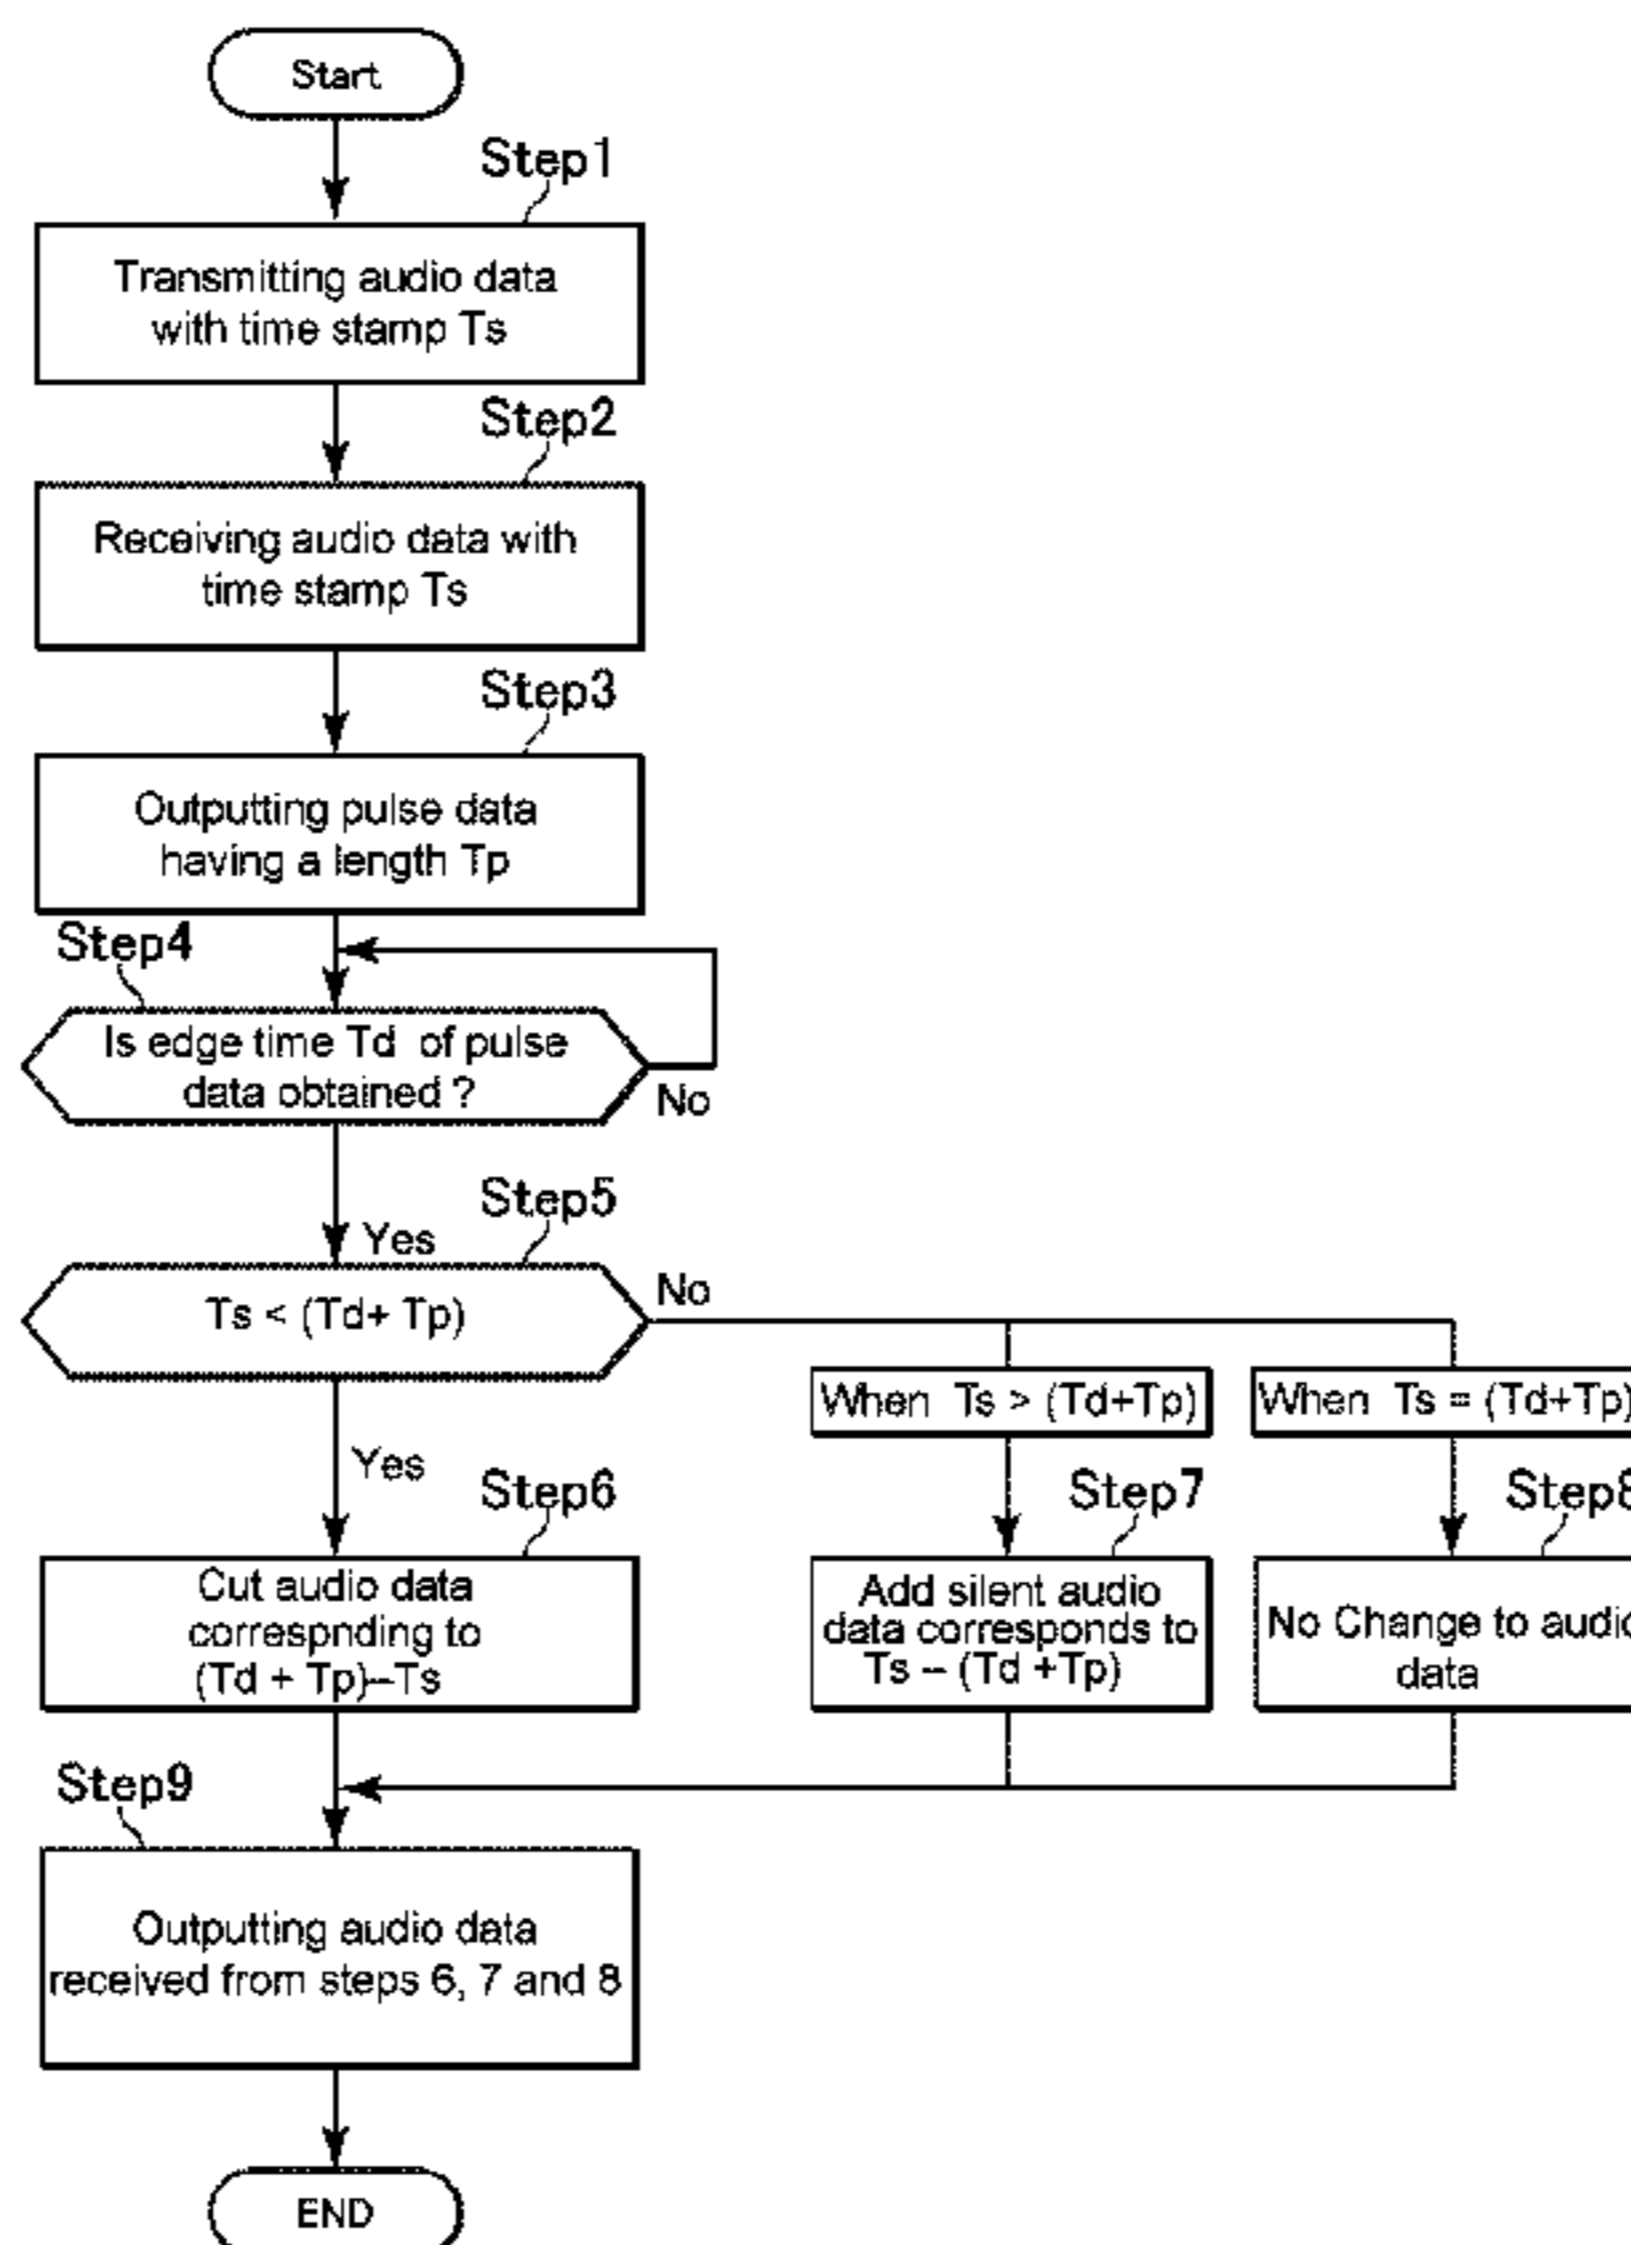 Start
Step1
Transmitting audio data
with time stamp Ts
Step2
Receiving audio data with
time stamp Ts
Step3
Outputting pulse data
having a length Tp
Step4
Is edge time Td of pulse
data obtained ?
No
Yes
Step5
Ts < (Td+ Tp)
No
When Ts > (Td+Tp)
When Ts = (Td+Tp)
Yes
Step6
Cut audio data
correspnding to
(Td + Tp)–Ts
Step7
Add silent audio
data corresponds to
Ts – (Td +Tp)
Step8
No Change to audio
data
Step9
Outputting audio data
received from steps 6, 7 and 8
END